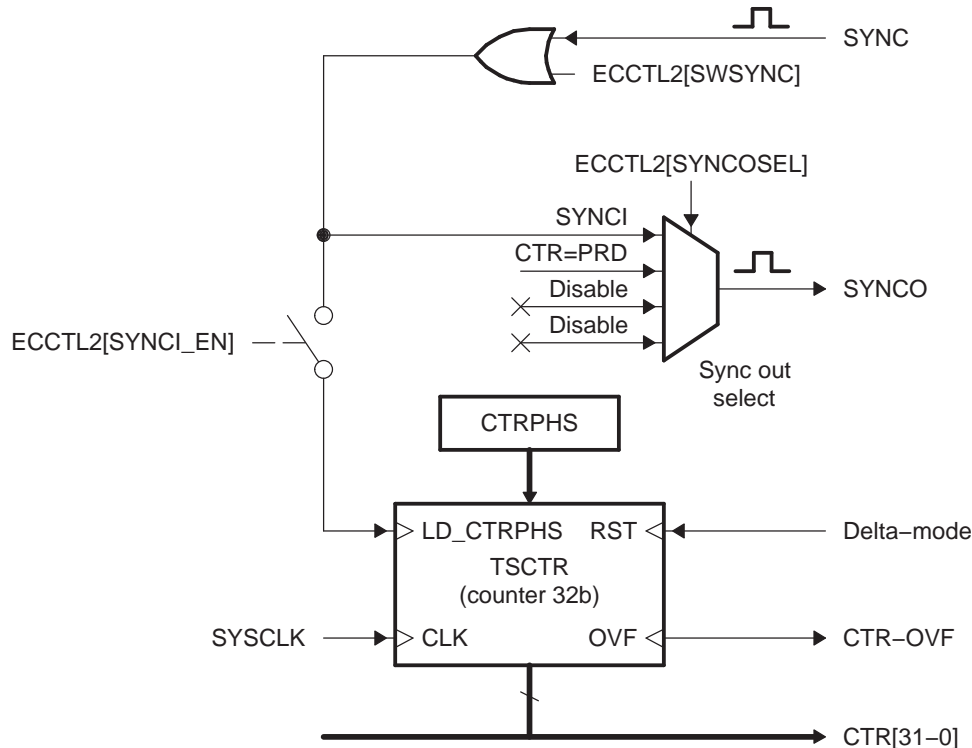 SYNC
ECCTL2[SWSYNC]
ECCTL2[SYNCOSEL]
SYNCI
CTR=PRD
Disable
Disable
SYNCO
ECCTL2[SYNCI_EN]
Sync out
select
CTRPHS
LD_CTRPHS
RST
Delta−mode
TSCTR
(counter 32b)
SYSCLK
CLK
OVF
CTR−OVF
CTR[31−0]